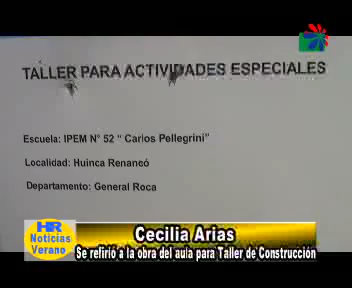 TALLER PARA ACTIVIDADES ESPECIALES
Escuela: IPEM N° 52 “ Carlos Pellegrini”
Localidad: Huinca Renancó
Departamento: General Roca
HR
Noticias
Verano
Cecilia Arias
Se refirió a la obra del aula para Taller de Construcción